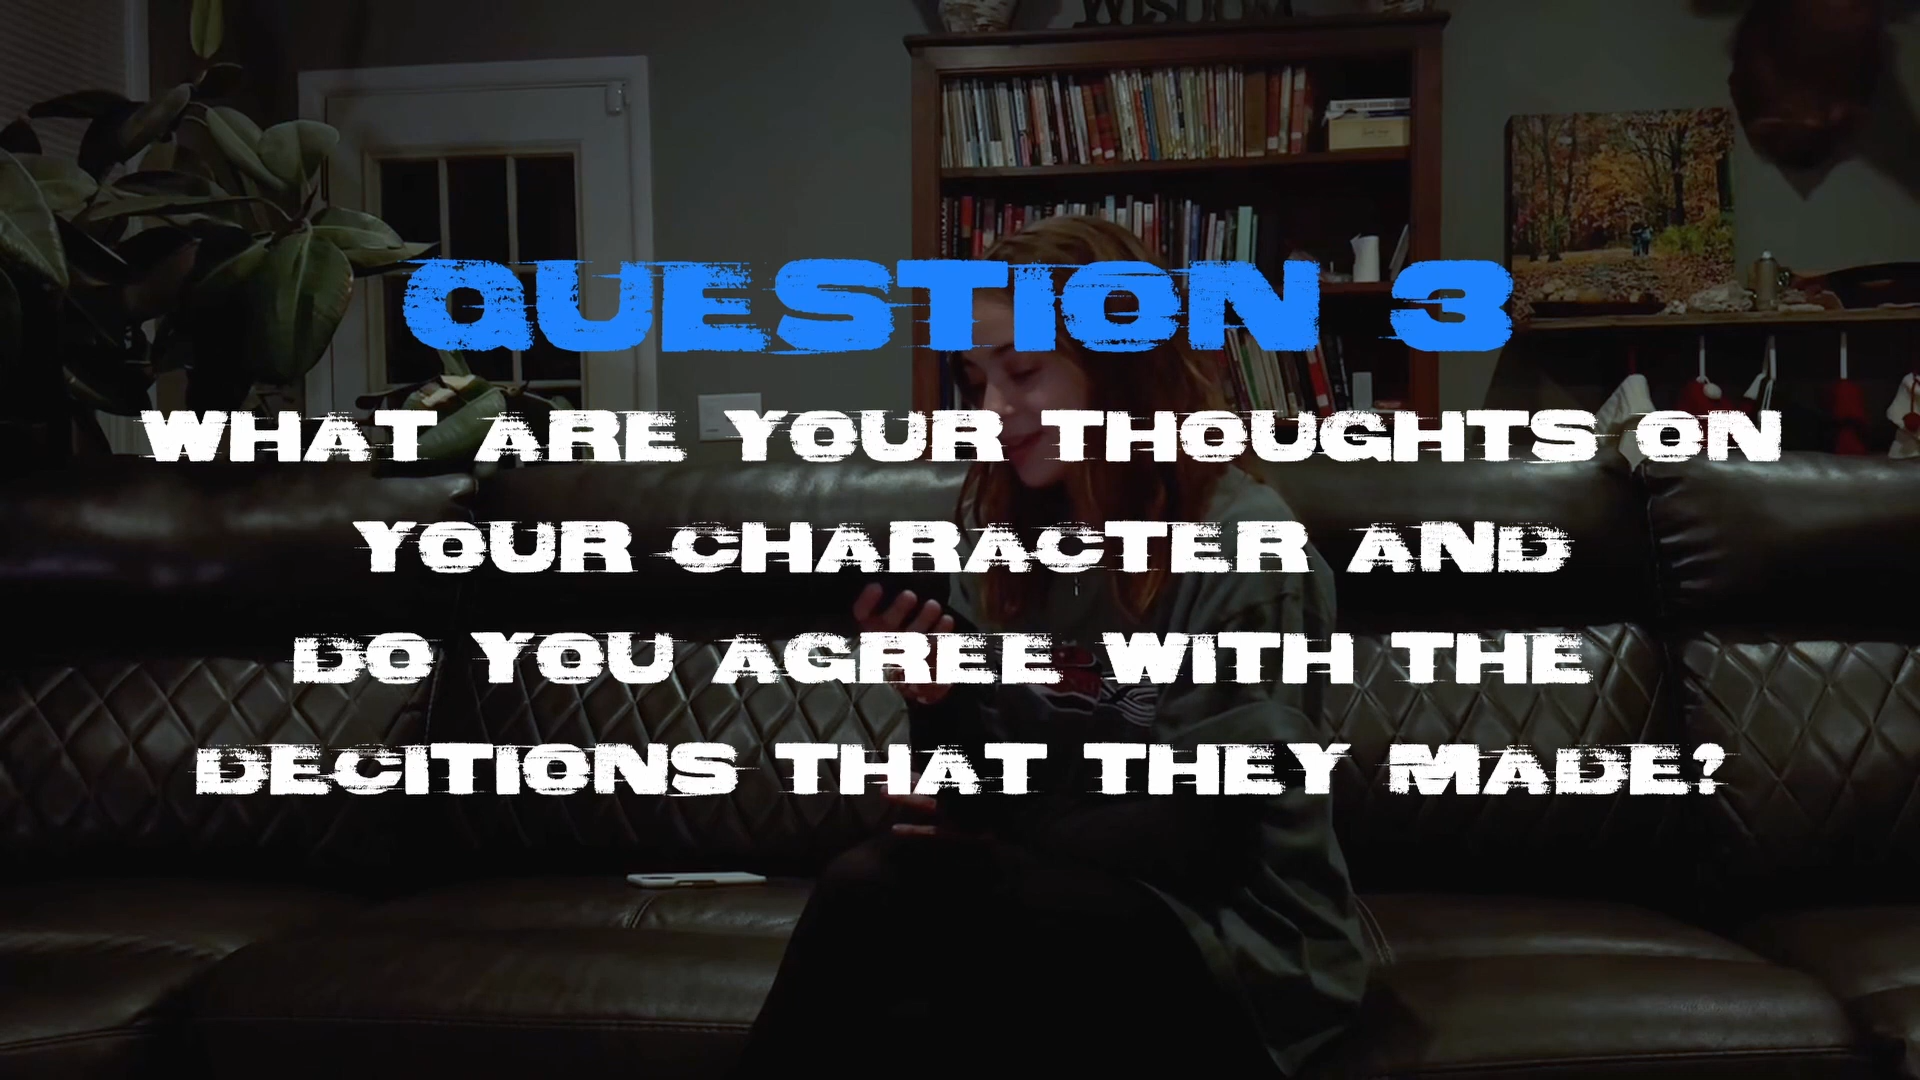 WISDOM
QUESTION 3
WHAT ARE YOUR THOUGHTS ON
YOUR CHARACTER AND
DO YOU AGREE WITH THE
DECITIONS THAT THEY MADE?